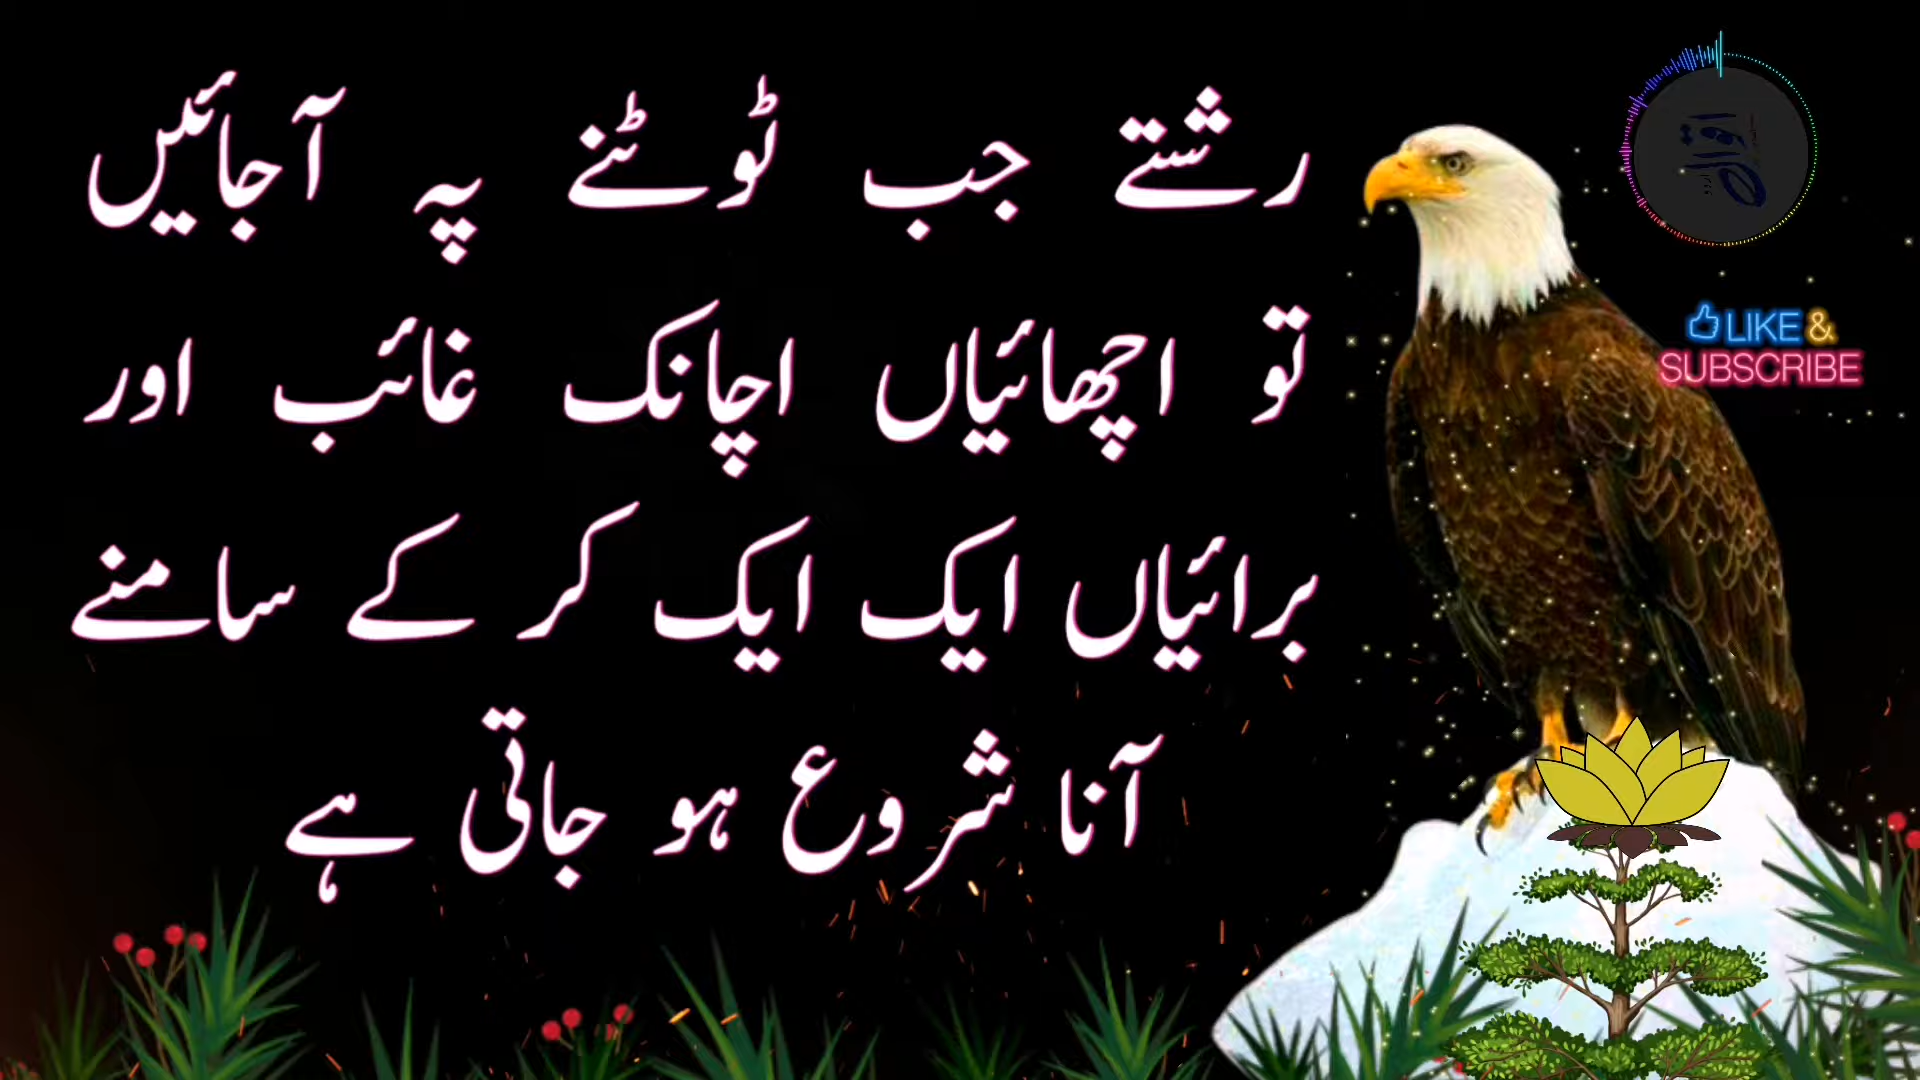 رشتے جب ٹوٹنے پہ آجائیں
تو اچھائیاں اچانک غائب اور
برائیاں ایک ایک کر کے سامنے
آنا شروع ہو جاتی ہے
LIKE &
SUBSCRIBE